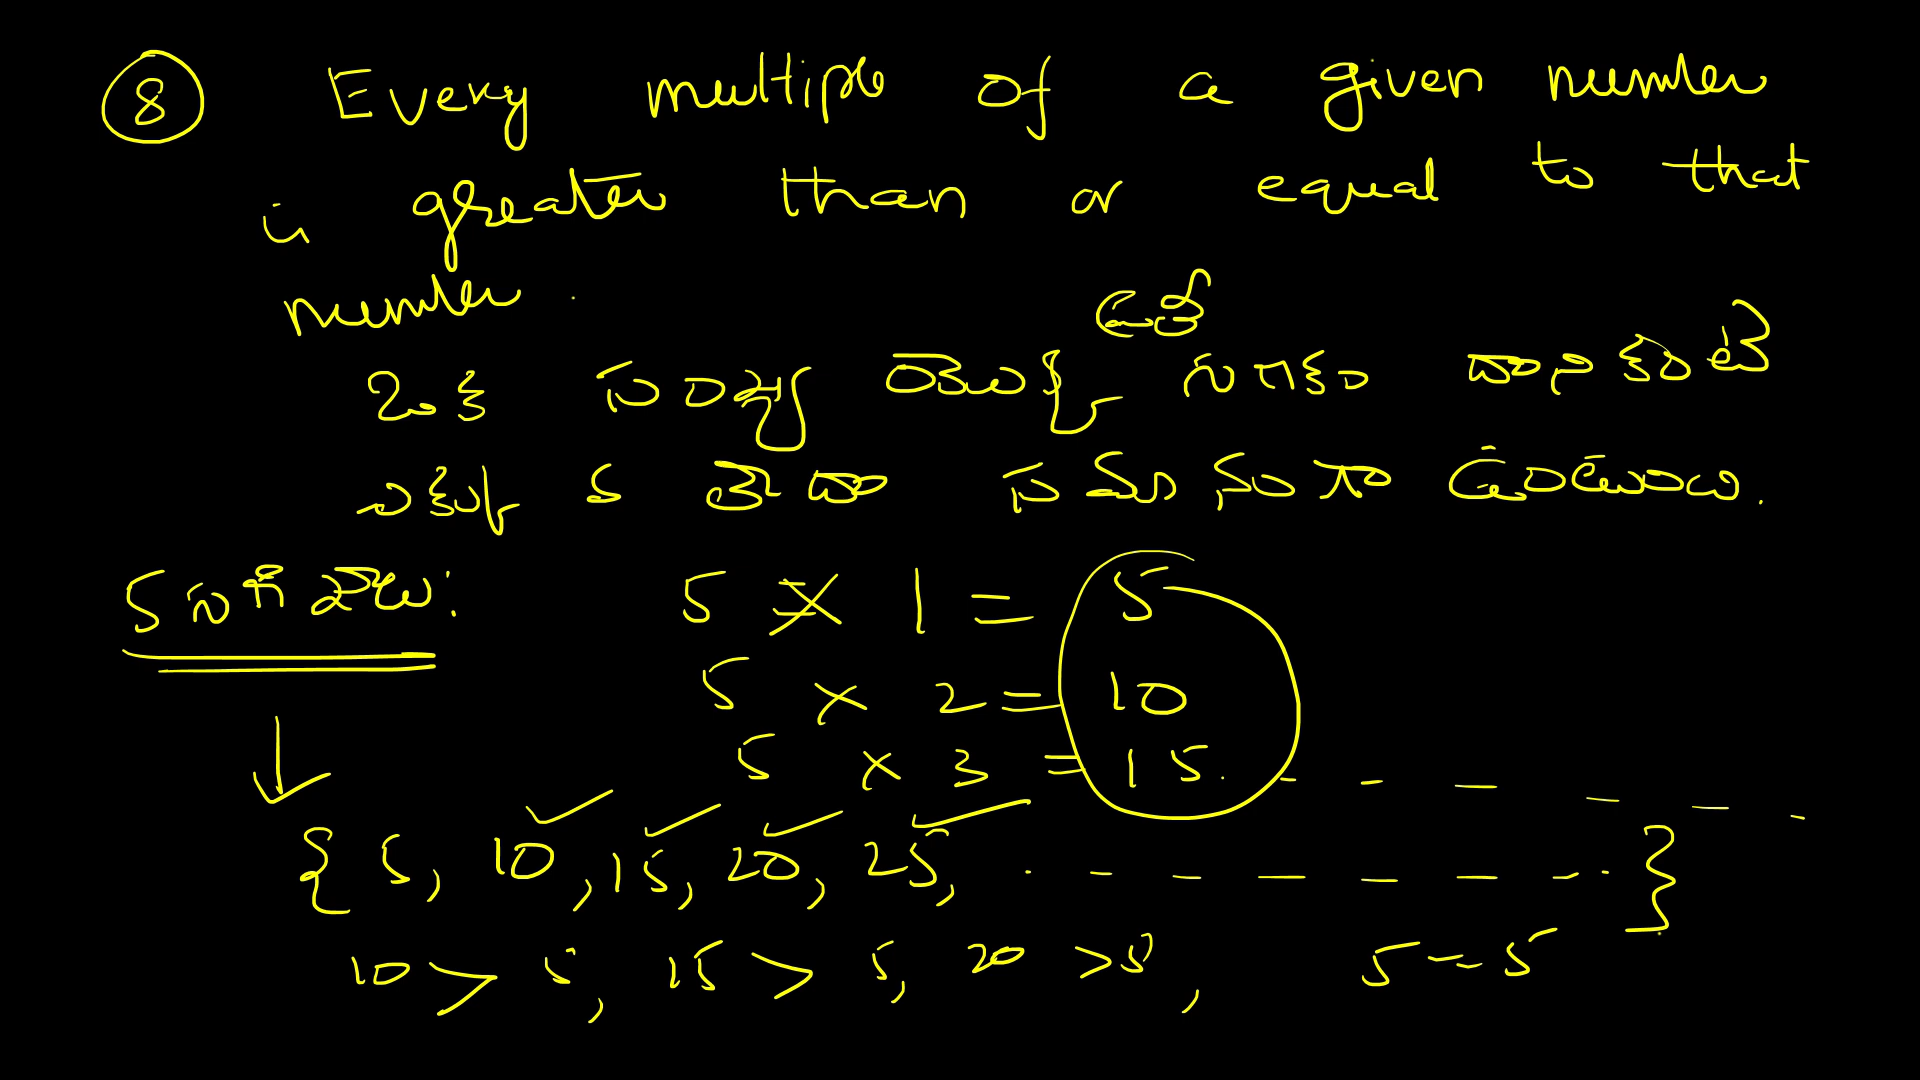 8 Every multiple of a given number
is greater than or equal to that
number.
ఒక సంఖ్య యొక్క ప్రతి గుణకం దానికంటే
ఎక్కువ లేదా సమానంగా ఉంటుంది.
5 గుణిజాలు: 5 × 1 = 5
5 × 2 = 10
5 × 3 = 15. - - - - - -
{ 5, 10, 15, 20, 25, . - - - - - - . }
10 > 5, 15 > 5, 20 > 5, 5 = 5